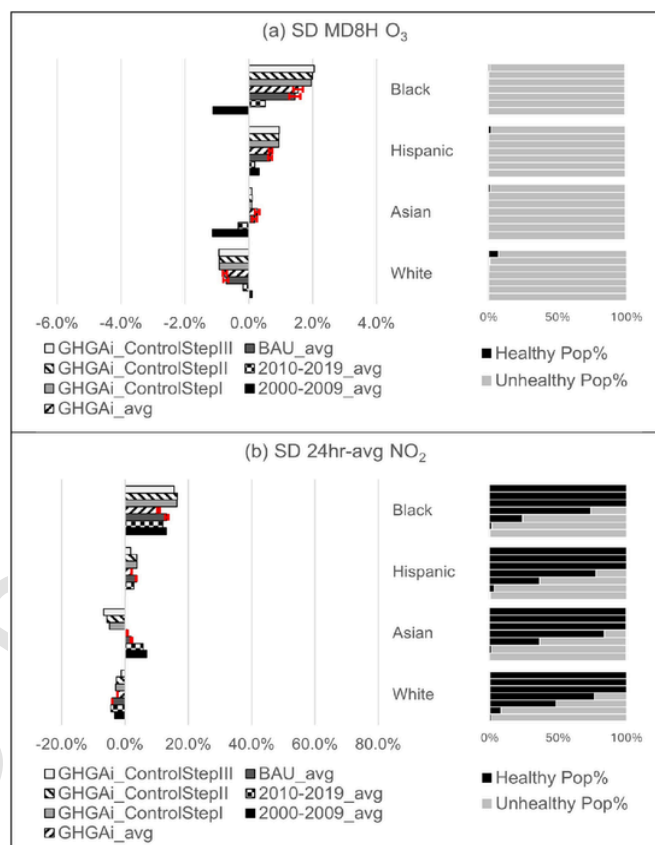 (a) SD MD8H O₃
Black
Hispanic
Asian
White
-6.0% -4.0% -2.0% 0.0% 2.0% 4.0%
0% 50% 100%
GHGAi_ControlStepIII BAU_avg
GHGAi_ControlStepII 2010-2019_avg
GHGAi_ControlStepI 2000-2009_avg
GHGAi_avg
Healthy Pop%
Unhealthy Pop%
(b) SD 24hr-avg NO₂
Black
Hispanic
Asian
White
-20.0% 0.0% 20.0% 40.0% 60.0% 80.0%
0% 50% 100%
GHGAi_ControlStepIII BAU_avg
GHGAi_ControlStepII 2010-2019_avg
GHGAi_ControlStepI 2000-2009_avg
GHGAi_avg
Healthy Pop%
Unhealthy Pop%